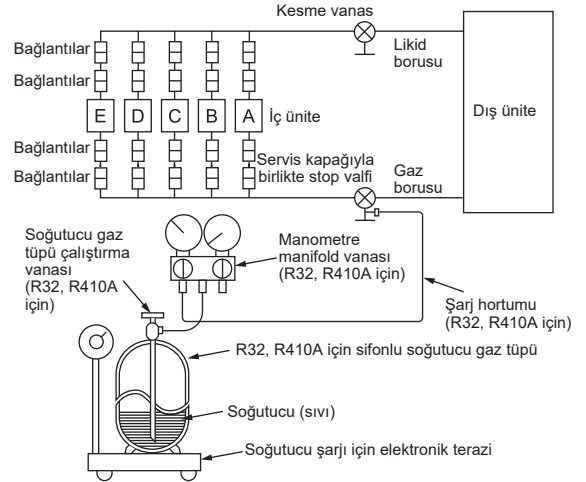 Kesme vanas
Bağlantılar
Likid
borusu
Bağlantılar
Dış ünite
E D C B A
İç ünite
Bağlantılar
Servis kapağıyla
birlikte stop valfi
Gaz
borusu
Bağlantılar
Soğutucu gaz
tüpü çalıştırma
vanası
(R32, R410A
için)
Manometre
manifold vanası
(R32, R410A için)
Şarj hortumu
(R32, R410A için)
R32, R410A için sifonlu soğutucu gaz tüpü
Soğutucu (sıvı)
Soğutucu şarjı için elektronik terazi